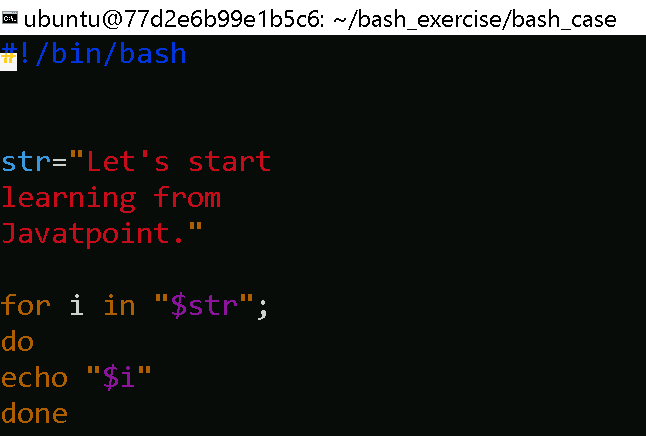 ubuntu@77d2e6b99e1b5c6: ~/bash_exercise/bash_case
#!/bin/bash
str="Let's start
learning from
Javatpoint."
for i in "$str";
do
echo "$i"
done